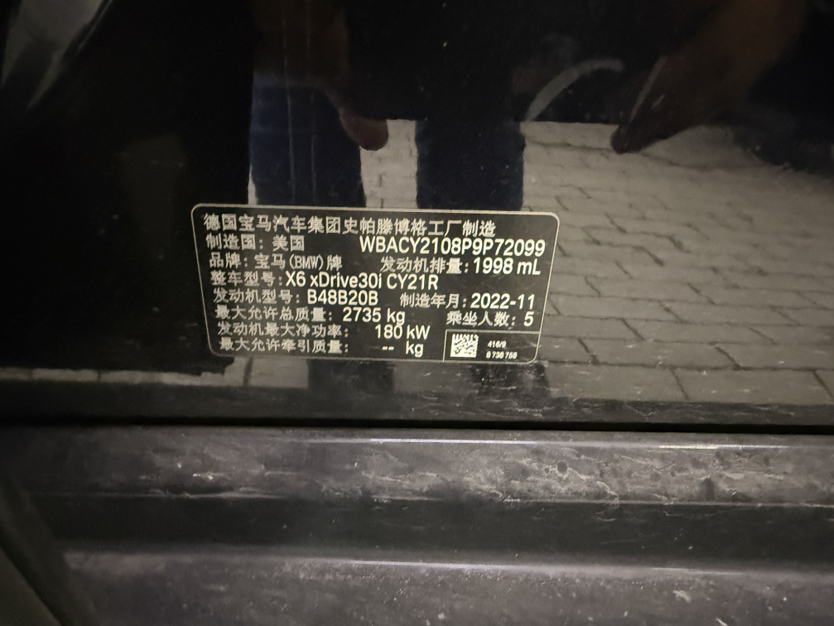 德国宝马汽车集团史帕滕博格工厂制造
制造国：美国 WBACY2108P9P72099
品牌：宝马(BMW)牌 发动机排量：1998 mL
整车型号：X6 xDrive30i CY21R
发动机型号：B48B20B 制造年月：2022-11
最大允许总质量：2735 kg 乘坐人数：5
发动机最大净功率：180 kW
最大允许牵引质量：-- kg